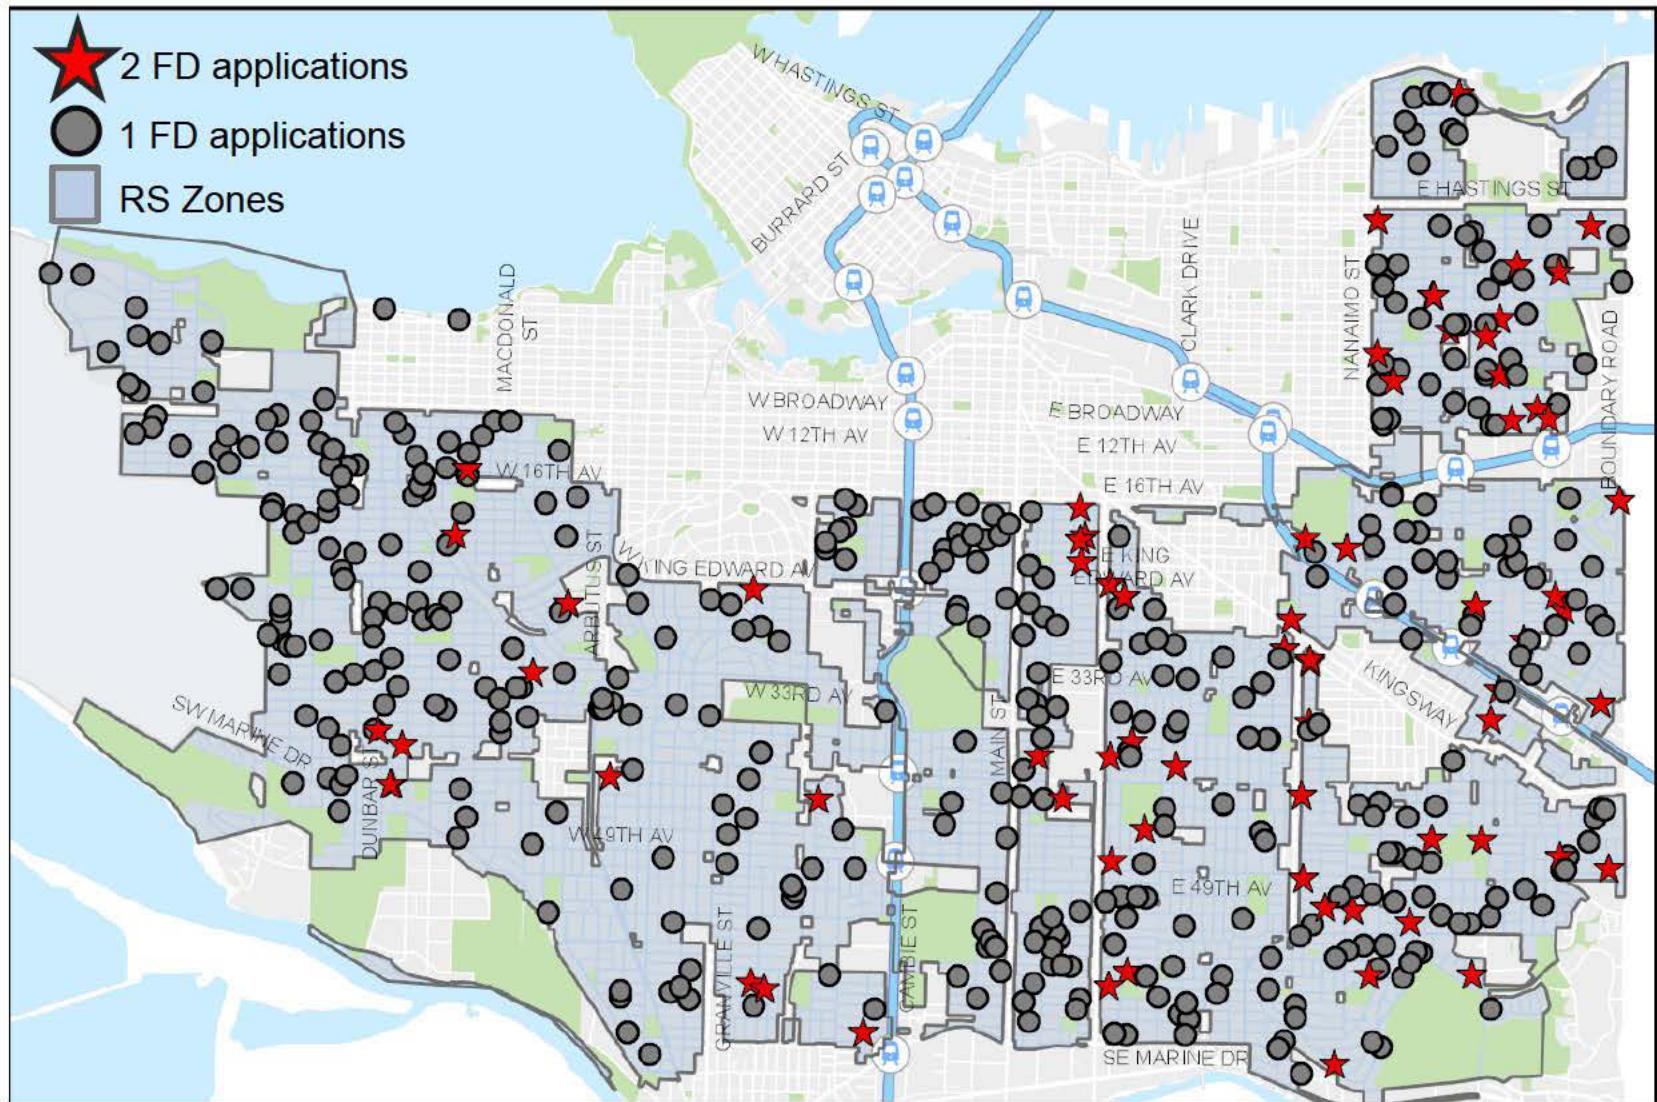 2 FD applications
1 FD applications
RS Zones
W HASTINGS ST
BURRARD ST
E HASTINGS ST
CLARK DRIVE
NANAIMO ST
BOUNDARY ROAD
MACDONALD
ST
W BROADWAY
E BROADWAY
W 12TH AV
E 12TH AV
W 16TH AV
E 16TH AV
ARBUTUS ST
W KING EDWARD AV
E KING
EDWARD AV
W 33RD AV
E 33RD AV
KINGSWAY
SW MARINE DR
MAIN ST
DUNBAR ST
W 49TH AV
E 49TH AV
GRANVILLE ST
CAMBIE ST
SE MARINE DR